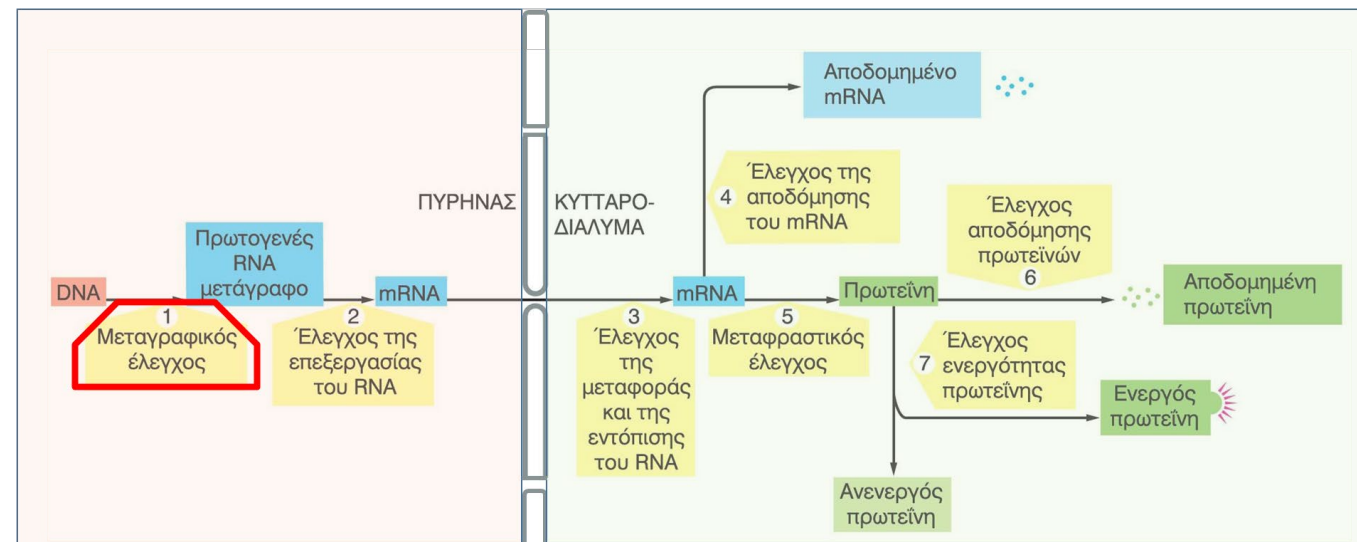 Αποδομημένο
mRNA
Έλεγχος της
4 αποδόμησης
του mRNA
ΠΥΡΗΝΑΣ
ΚΥΤΤΑΡΟ-
ΔΙΑΛΥΜΑ
Έλεγχος
αποδόμησης
πρωτεϊνών
6
Πρωτογενές
RNA
μετάγραφο
DNA
mRNA
mRNA
Πρωτεΐνη
Αποδομημένη
πρωτεΐνη
1
Μεταγραφικός
έλεγχος
2
Έλεγχος της
επεξεργασίας
του RNA
3
Έλεγχος
της
μεταφοράς
και της
εντόπισης
του RNA
5
Μεταφραστικός
έλεγχος
Έλεγχος
7 ενεργότητας
πρωτεΐνης
Ενεργός
πρωτεΐνη
Ανενεργός
πρωτεΐνη